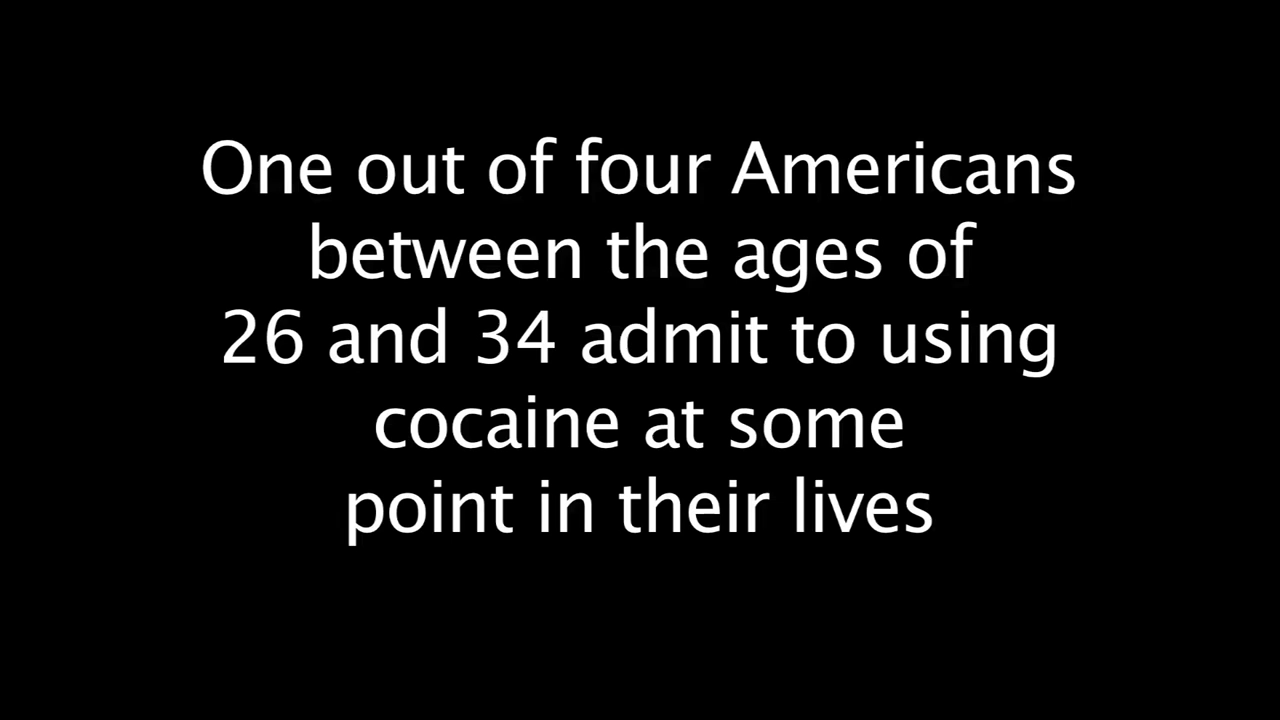 One out of four Americans
between the ages of
26 and 34 admit to using
cocaine at some
point in their lives